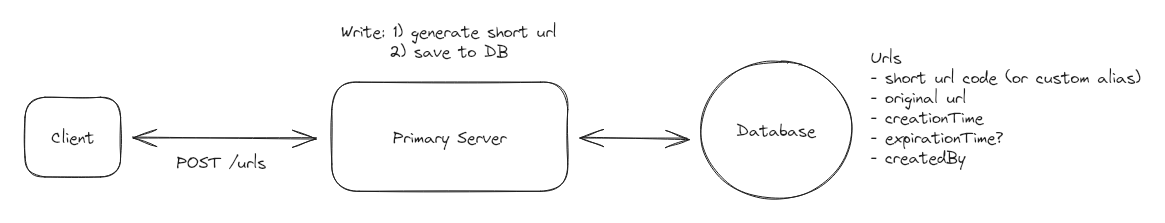 Write: 1) generate short url
2) save to DB
Client
POST /urls
Primary Server
Database
Urls
- short url code (or custom alias)
- original url
- creationTime
- expirationTime?
- createdBy